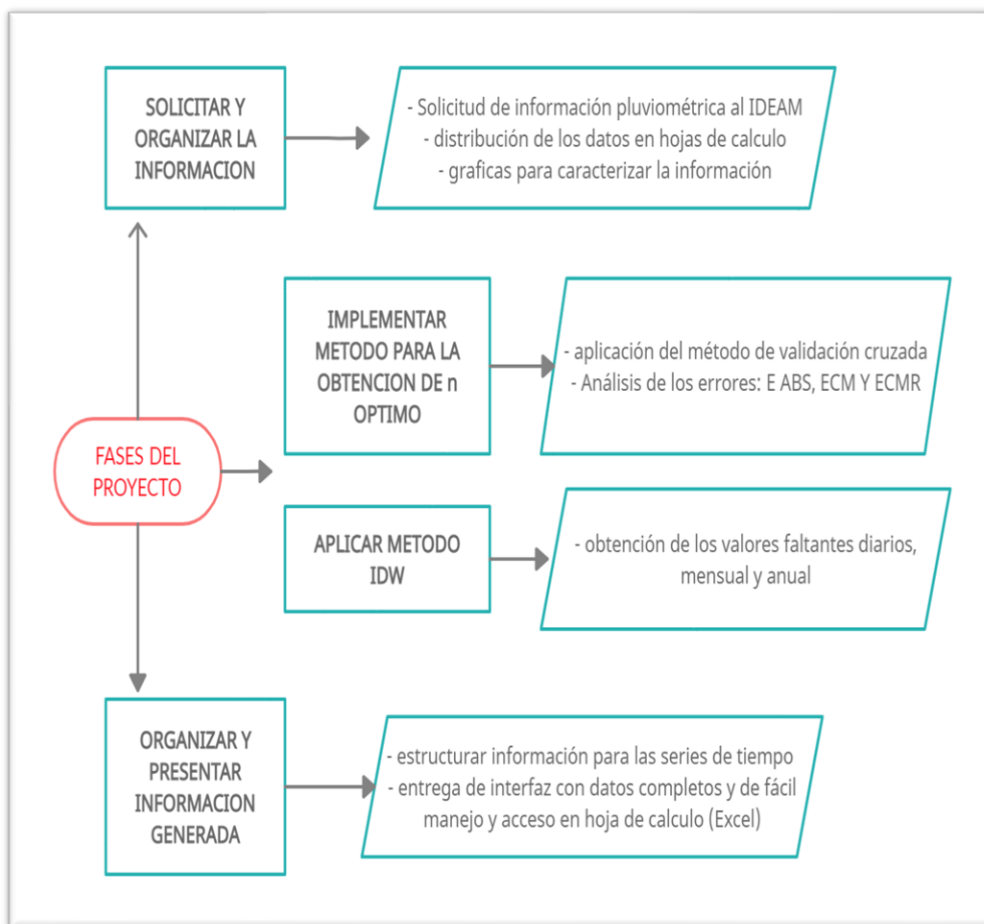 SOLICITAR Y
ORGANIZAR LA
INFORMACION
- Solicitud de información pluviométrica al IDEAM
- distribución de los datos en hojas de calculo
- graficas para caracterizar la información
IMPLEMENTAR
METODO PARA LA
OBTENCION DE n
OPTIMO
- aplicación del método de validación cruzada
- Análisis de los errores: E ABS, ECM Y ECMR
FASES DEL
PROYECTO
APLICAR METODO
IDW
- obtención de los valores faltantes diarios,
mensual y anual
ORGANIZAR Y
PRESENTAR
INFORMACION
GENERADA
- estructurar información para las series de tiempo
- entrega de interfaz con datos completos y de fácil
manejo y acceso en hoja de calculo (Excel)